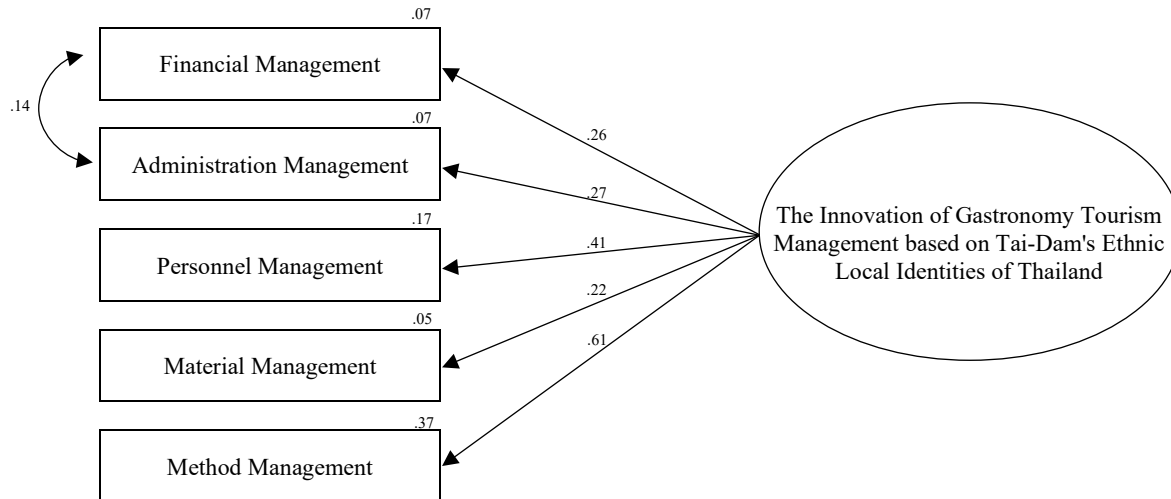 .07
Financial Management
.14
.07
Administration Management
.17
Personnel Management
.05
Material Management
.37
Method Management
.26
.27
.41
.22
.61
The Innovation of Gastronomy Tourism
Management based on Tai-Dam's Ethnic
Local Identities of Thailand